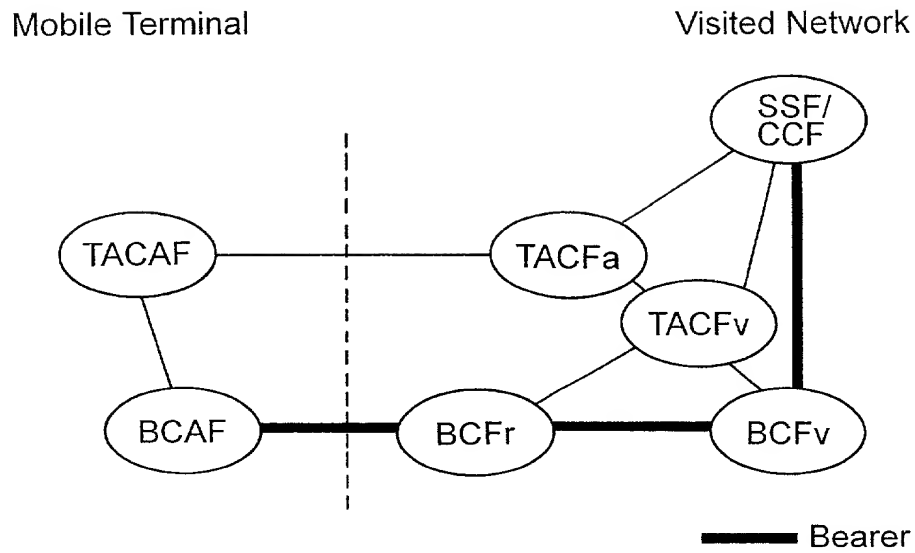 Mobile Terminal
Visited Network
SSF/
CCF
TACAF
TACFa
TACFv
BCAF
BCFr
BCFv
Bearer